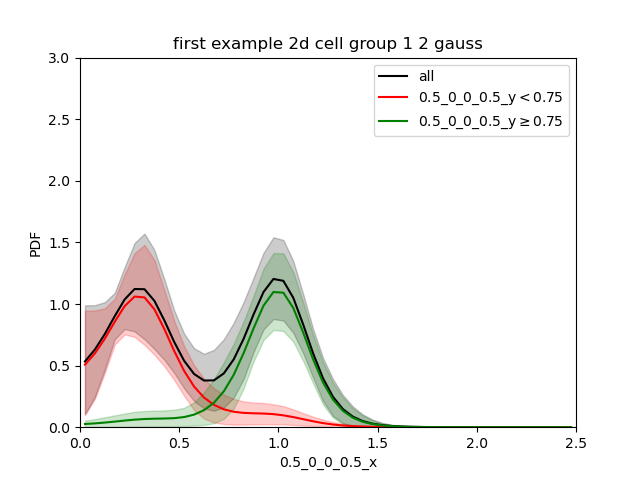 first example 2d cell group 1 2 gauss
3.0
2.5
2.0
1.5
1.0
0.5
0.0
PDF
all
0.5_0_0_0.5_y < 0.75
0.5_0_0_0.5_y ≥ 0.75
0.0 0.5 1.0 1.5 2.0 2.5
0.5_0_0_0.5_x